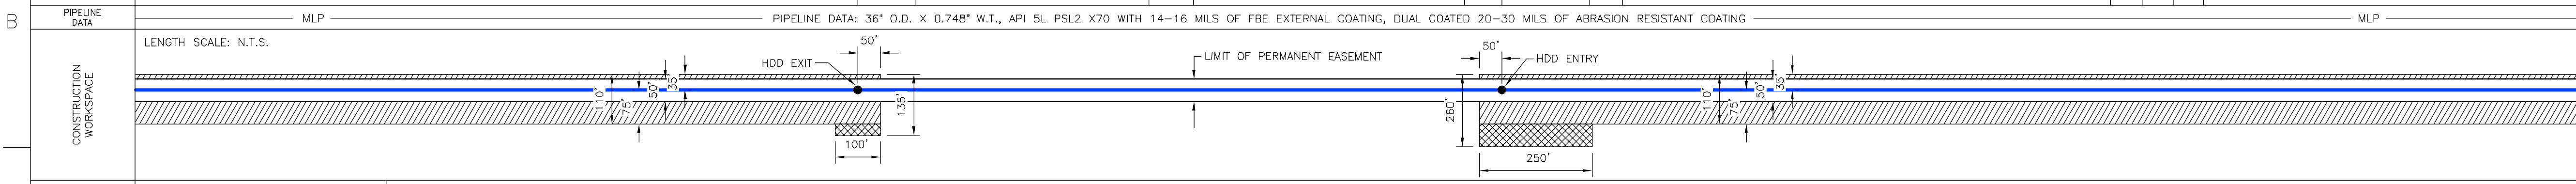 B
PIPELINE
DATA
MLP
PIPELINE DATA: 36" O.D. X 0.748" W.T., API 5L PSL2 X70 WITH 14-16 MILS OF FBE EXTERNAL COATING, DUAL COATED 20-30 MILS OF ABRASION RESISTANT COATING
MLP
CONSTRUCTION
WORKSPACE
LENGTH SCALE: N.T.S.
110'
75'
50'
35'
HDD EXIT
50'
135'
100'
LIMIT OF PERMANENT EASEMENT
50'
HDD ENTRY
260'
250'
110'
75'
50'
35'